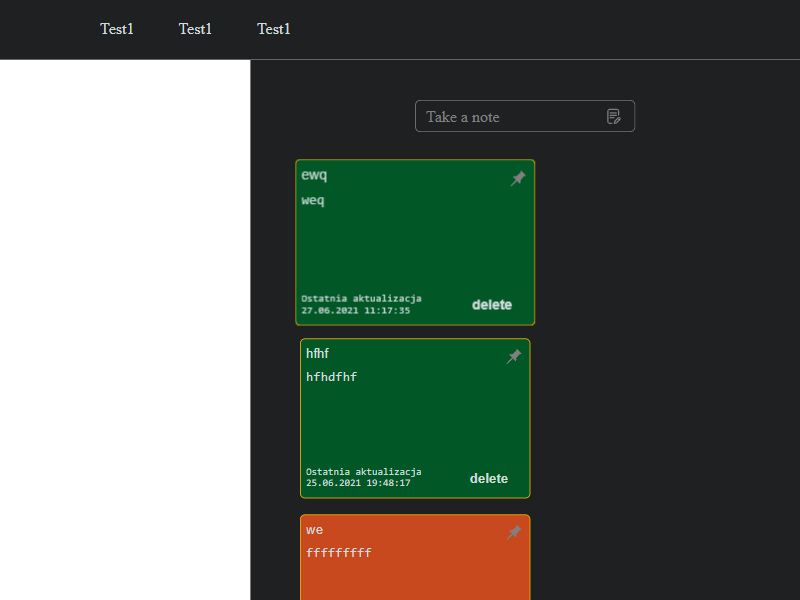 Test1 Test1 Test1
Take a note
ewq
weq
Ostatnia aktualizacja
27.06.2021 11:17:35
delete
hfhf
hfhdfhf
Ostatnia aktualizacja
25.06.2021 19:48:17
delete
we
fffffffff